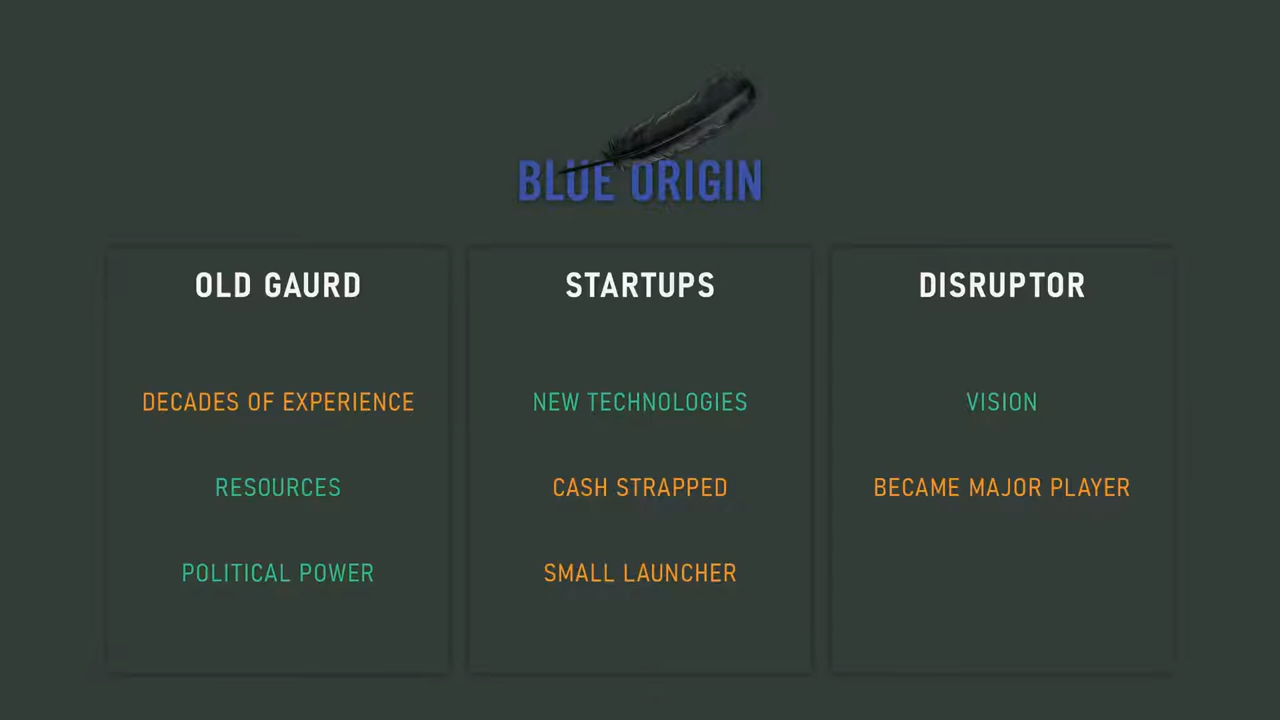 BLUE ORIGIN
OLD GAURD
DECADES OF EXPERIENCE
RESOURCES
POLITICAL POWER
STARTUPS
NEW TECHNOLOGIES
CASH STRAPPED
SMALL LAUNCHER
DISRUPTOR
VISION
BECAME MAJOR PLAYER